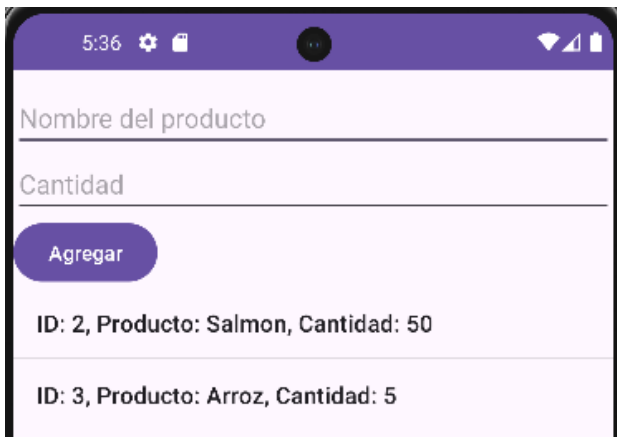 5:36
Nombre del producto
Cantidad
Agregar
ID: 2, Producto: Salmon, Cantidad: 50
ID: 3, Producto: Arroz, Cantidad: 5